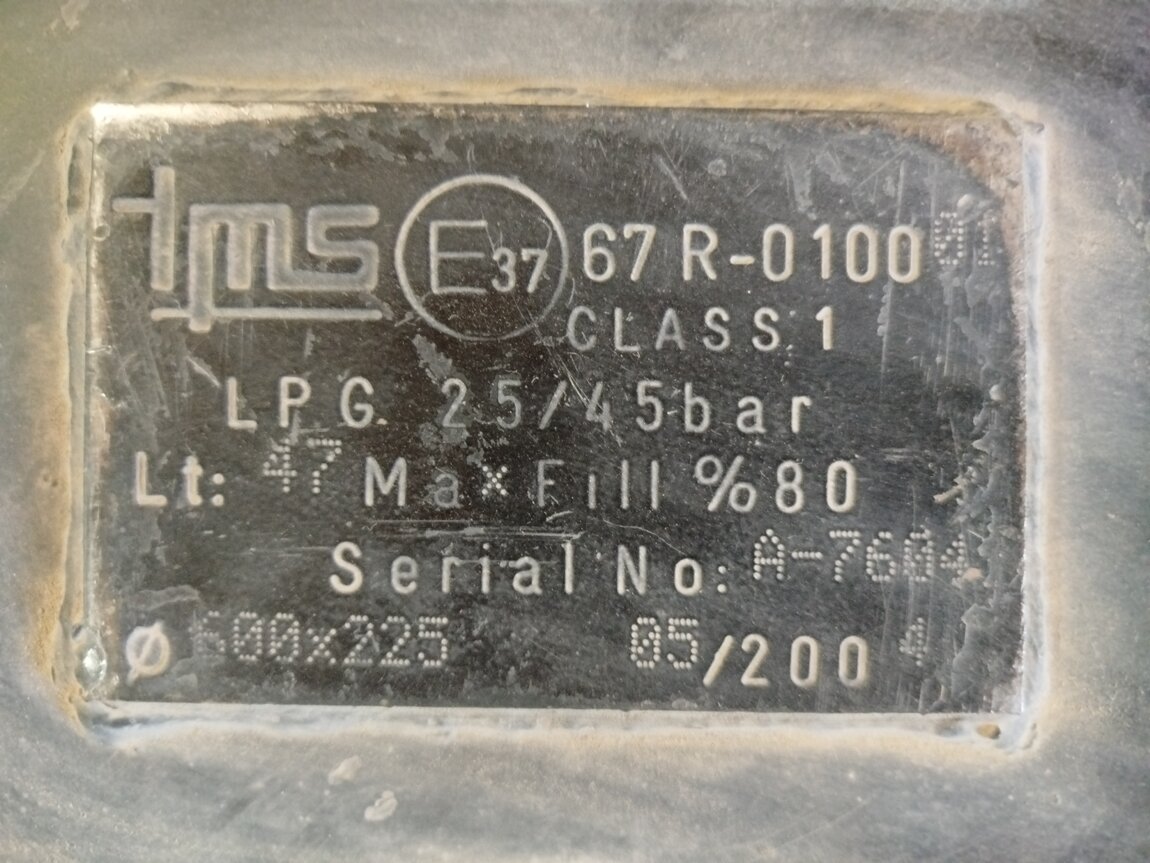 tms E37 67 R-010001
CLASS 1
LPG 25/45bar
Lt: 47 Max Fill %80
Serial No: A-7604
Ø 600x225 05/2004